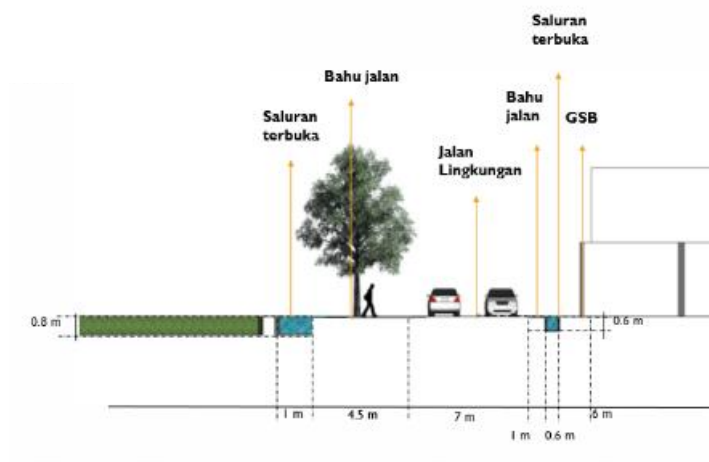 Saluran
terbuka
Bahu jalan
Bahu
jalan
GSB
Saluran
terbuka
Jalan
Lingkungan
0.8 m
0.6 m
1 m
4.5 m
7 m
6 m
1 m
0.6 m